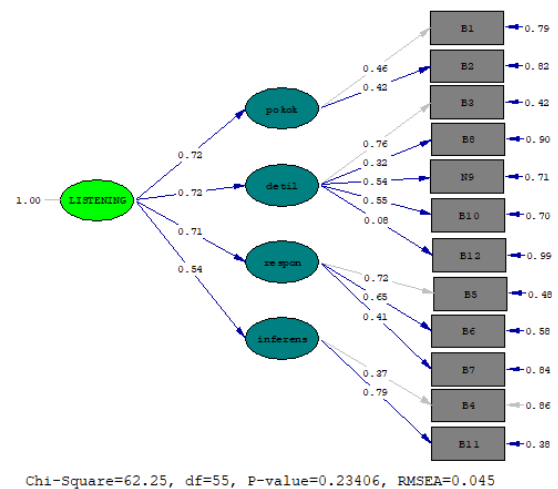 B1
0.79
0.46
B2
0.82
0.42
pokok
B3
0.42
0.76
B8
0.90
0.32
0.72
N9
0.71
0.54
detil
0.72
B10
0.70
0.55
1.00
LISTENING
B12
0.99
0.08
0.71
respon
B5
0.48
0.72
0.54
B6
0.58
0.65
B7
0.84
0.41
inferens
B4
0.86
0.37
B11
0.38
0.79
Chi-Square=62.25, df=55, P-value=0.23406, RMSEA=0.045